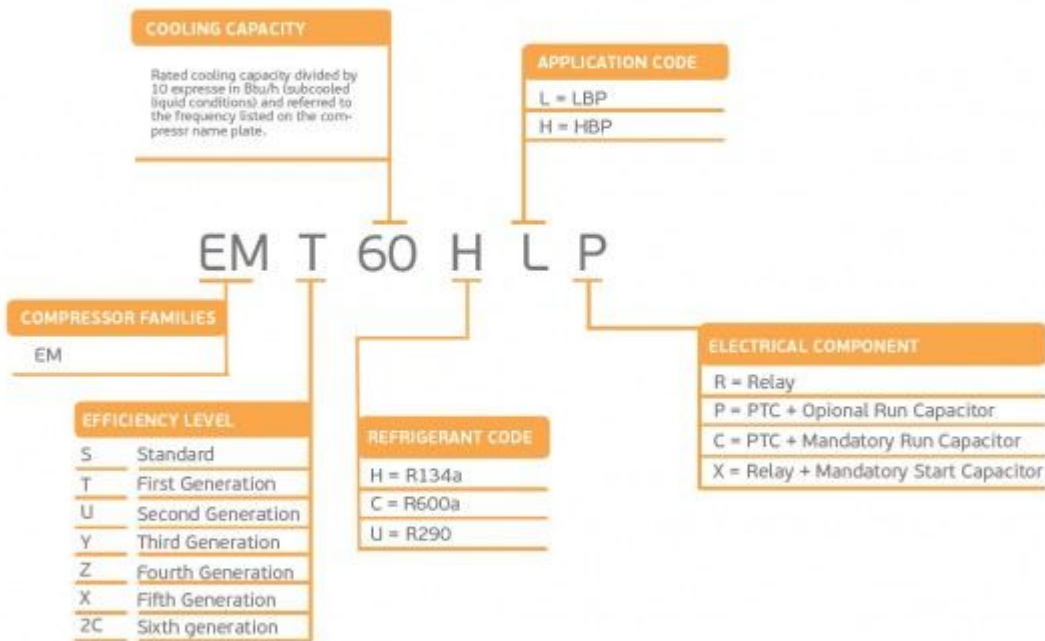 COOLING CAPACITY
Rated cooling capacity divided by
10 expresse in Btu/h (subcooled
liquid conditions) and referred to
the frequency listed on the com-
pressr name plate.
APPLICATION CODE
L = LBP
H = HBP
EM T 60 H L P
COMPRESSOR FAMILIES
EM
EFFICIENCY LEVEL
S Standard
T First Generation
U Second Generation
Y Third Generation
Z Fourth Generation
X Fifth Generation
2C Sixth generation
REFRIGERANT CODE
H = R134a
C = R600a
U = R290
ELECTRICAL COMPONENT
R = Relay
P = PTC + Opional Run Capacitor
C = PTC + Mandatory Run Capacitor
X = Relay + Mandatory Start Capacitor